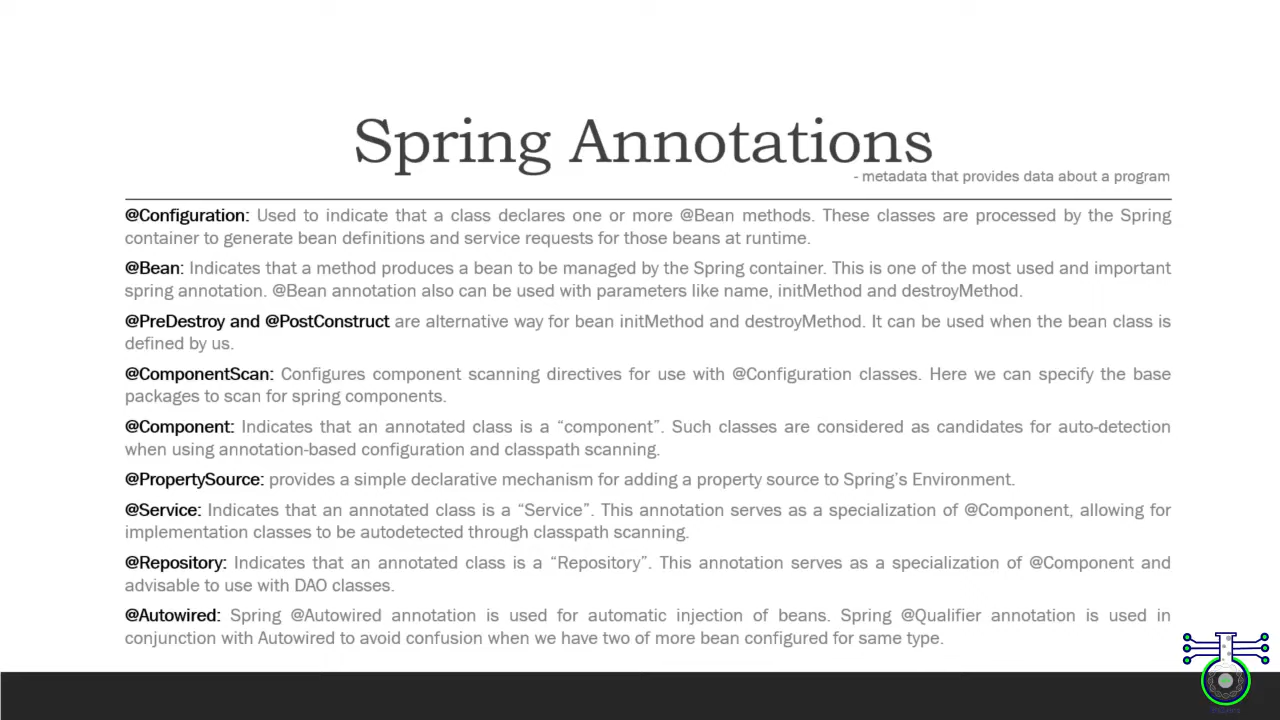 Spring Annotations
- metadata that provides data about a program
@Configuration: Used to indicate that a class declares one or more @Bean methods. These classes are processed by the Spring
container to generate bean definitions and service requests for those beans at runtime.
@Bean: Indicates that a method produces a bean to be managed by the Spring container. This is one of the most used and important
spring annotation. @Bean annotation also can be used with parameters like name, initMethod and destroyMethod.
@PreDestroy and @PostConstruct are alternative way for bean initMethod and destroyMethod. It can be used when the bean class is
defined by us.
@ComponentScan: Configures component scanning directives for use with @Configuration classes. Here we can specify the base
packages to scan for spring components.
@Component: Indicates that an annotated class is a “component”. Such classes are considered as candidates for auto-detection
when using annotation-based configuration and classpath scanning.
@PropertySource: provides a simple declarative mechanism for adding a property source to Spring’s Environment.
@Service: Indicates that an annotated class is a “Service”. This annotation serves as a specialization of @Component, allowing for
implementation classes to be autodetected through classpath scanning.
@Repository: Indicates that an annotated class is a “Repository”. This annotation serves as a specialization of @Component and
advisable to use with DAO classes.
@Autowired: Spring @Autowired annotation is used for automatic injection of beans. Spring @Qualifier annotation is used in
conjunction with Autowired to avoid confusion when we have two of more bean configured for same type.